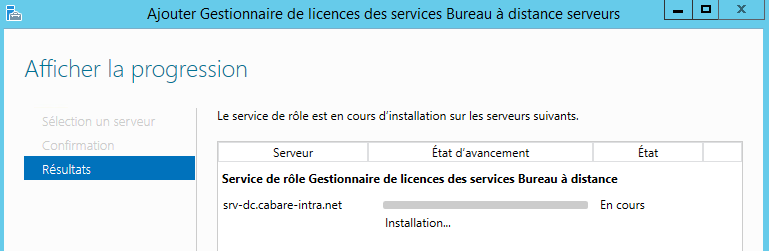 Ajouter Gestionnaire de licences des services Bureau à distance serveurs
Afficher la progression
Sélection un serveur
Confirmation
Résultats
Le service de rôle est en cours d'installation sur les serveurs suivants.
Serveur État d'avancement État
Service de rôle Gestionnaire de licences des services Bureau à distance
srv-dc.cabare-intra.net En cours
Installation...